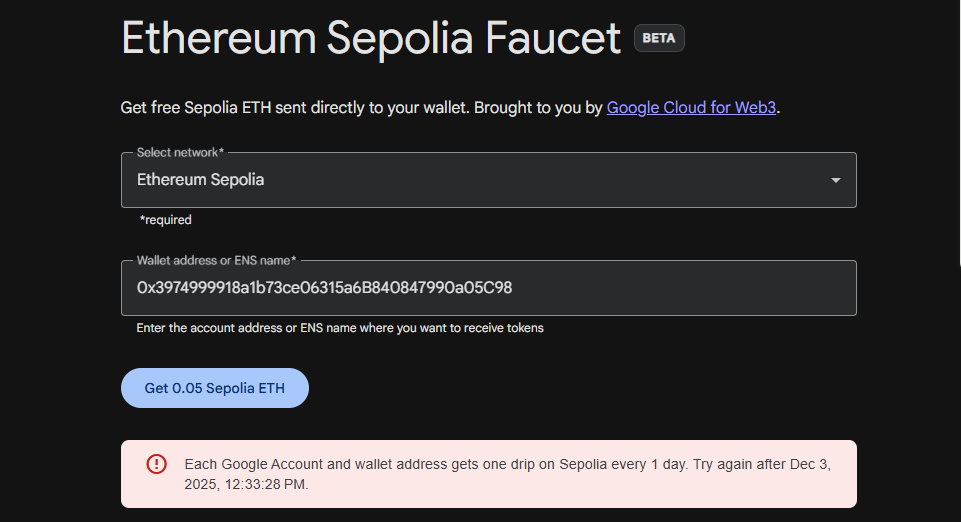 Ethereum Sepolia Faucet BETA
Get free Sepolia ETH sent directly to your wallet. Brought to you by Google Cloud for Web3.
Select network*
Ethereum Sepolia
*required
Wallet address or ENS name*
0x3974999918a1b73ce06315a6B840847990a05C98
Enter the account address or ENS name where you want to receive tokens
Get 0.05 Sepolia ETH
Each Google Account and wallet address gets one drip on Sepolia every 1 day. Try again after Dec 3,
2025, 12:33:28 PM.